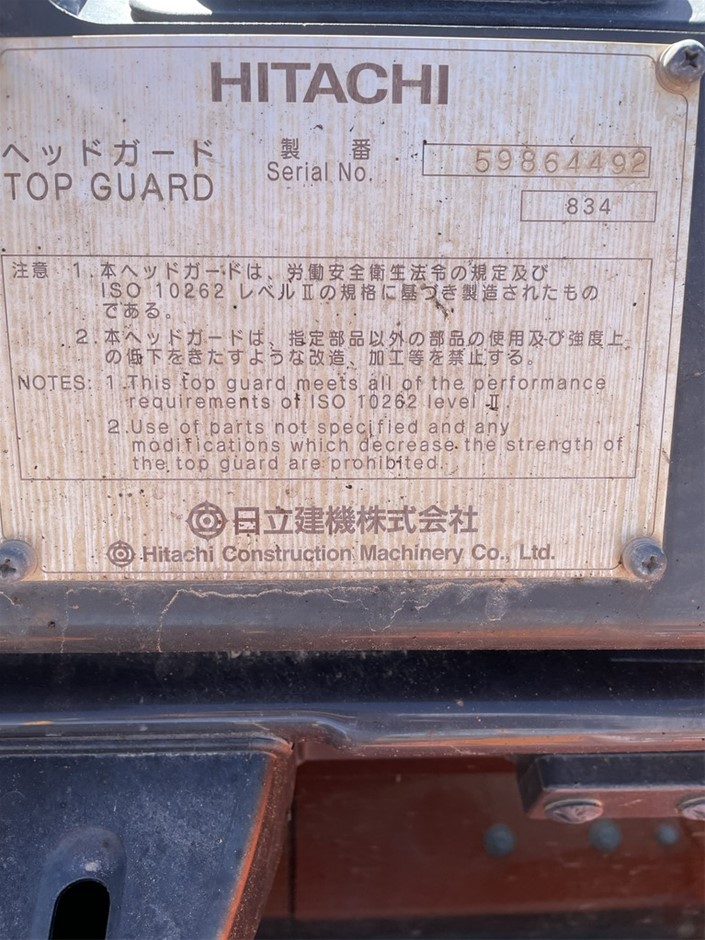 HITACHI
ヘッドガード 製番 59864492
TOP GUARD Serial No.
834
注意 1.本ヘッドガードは、労働安全衛生法令の規定及び
ISO 10262 レベルⅡの規格に基づき製造されたもの
である。
2.本ヘッドガードは、指定部品以外の部品の使用及び強度上
の低下をきたすような改造、加工等を禁止する。
NOTES: 1.This top guard meets all of the performance
requirements of ISO 10262 level Ⅱ.
2.Use of parts not specified and any
modifications which decrease the strength of
the top guard are prohibited.
日立建機株式会社
Hitachi Construction Machinery Co., Ltd.